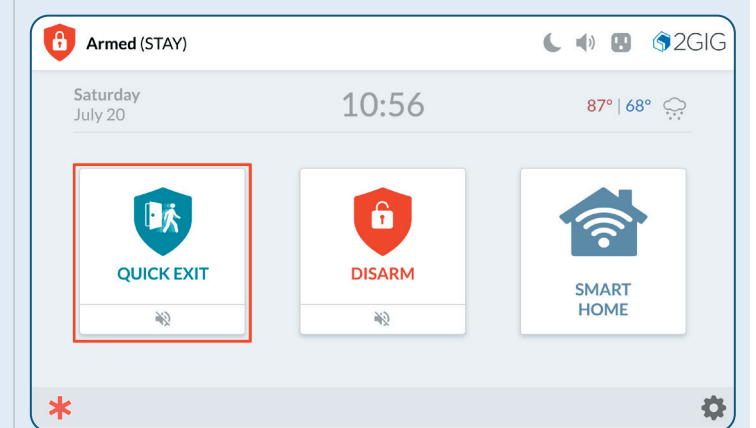 Armed (STAY)
2GIG
Saturday
July 20
10:56
87° | 68°
QUICK EXIT
DISARM
SMART
HOME